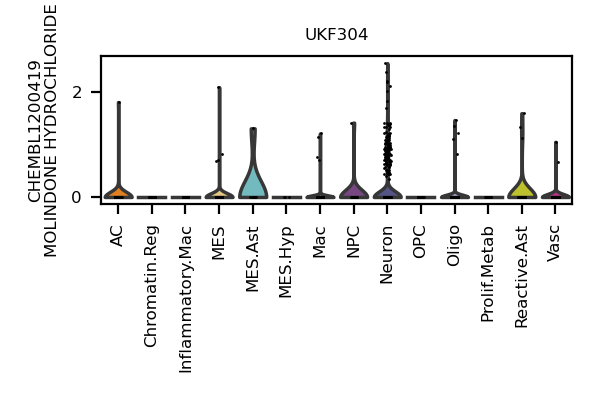 UKF304
CHEMBL1200419
MOLINDONE HYDROCHLORIDE
2
0
AC
Chromatin.Reg
Inflammatory.Mac
MES
MES.Ast
MES.Hyp
Mac
NPC
Neuron
OPC
Oligo
Prolif.Metab
Reactive.Ast
Vasc